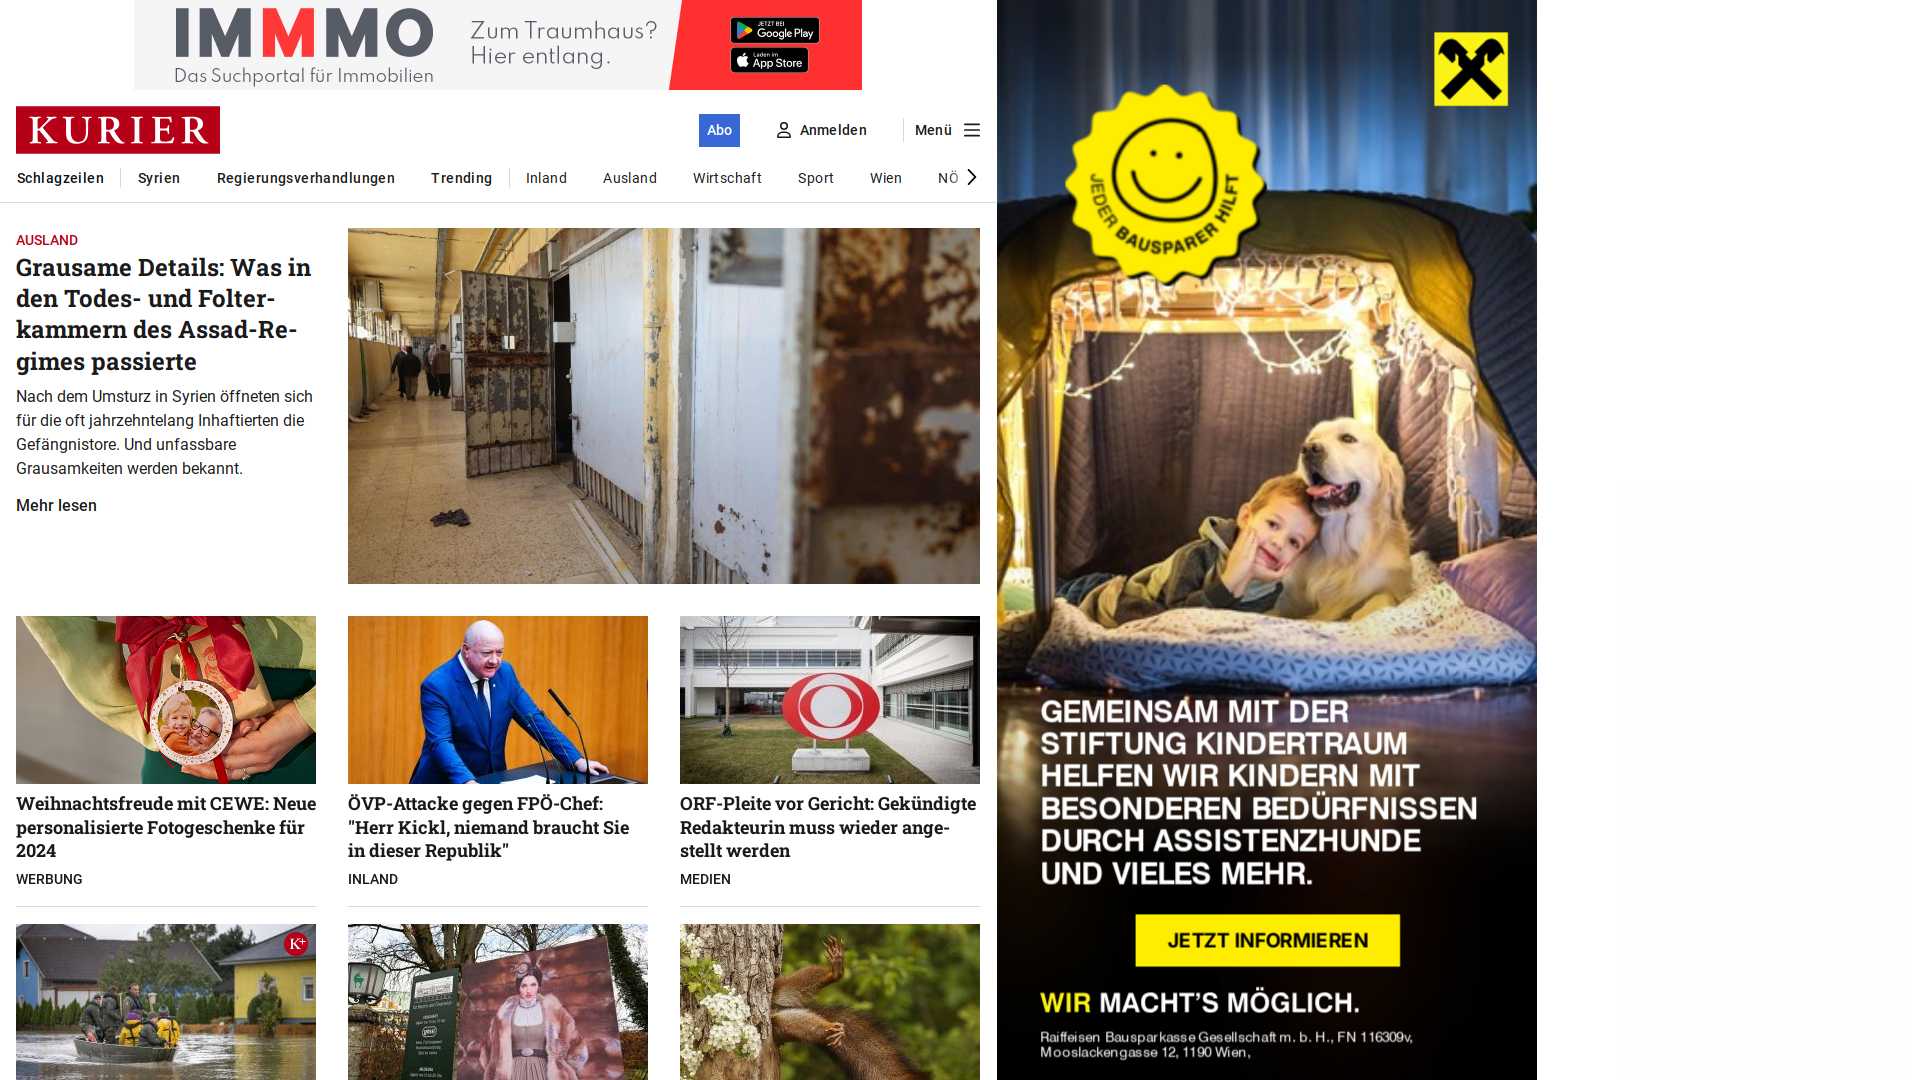 IMMMO
Das Suchportal für Immobilien
Zum Traumhaus?
Hier entlang.
JETZT BEI
Google Play
Laden im
App Store
KURIER
Abo
Anmelden
Menü
Schlagzeilen
Syrien
Regierungsverhandlungen
Trending
Inland
Ausland
Wirtschaft
Sport
Wien
NÖ
AUSLAND
Grausame Details: Was in
den Todes- und Folter-
kammern des Assad-Re-
gimes passierte
Nach dem Umsturz in Syrien öffneten sich
für die oft jahrzehntelang Inhaftierten die
Gefängnistore. Und unfassbare
Grausamkeiten werden bekannt.
Mehr lesen
Weihnachtsfreude mit CEWE: Neue
personalisierte Fotogeschenke für
2024
WERBUNG
ÖVP-Attacke gegen FPÖ-Chef:
"Herr Kickl, niemand braucht Sie
in dieser Republik"
INLAND
ORF-Pleite vor Gericht: Gekündigte
Redakteurin muss wieder ange-
stellt werden
MEDIEN
K+
JEDER BAUSPARER HILFT
GEMEINSAM MIT DER
STIFTUNG KINDERTRAUM
HELFEN WIR KINDERN MIT
BESONDEREN BEDÜRFNISSEN
DURCH ASSISTENZHUNDE
UND VIELES MEHR.
JETZT INFORMIEREN
WIR MACHT'S MÖGLICH.
Raiffeisen Bausparkasse Gesellschaft m. b. H., FN 116309v,
Mooslackengasse 12, 1190 Wien,